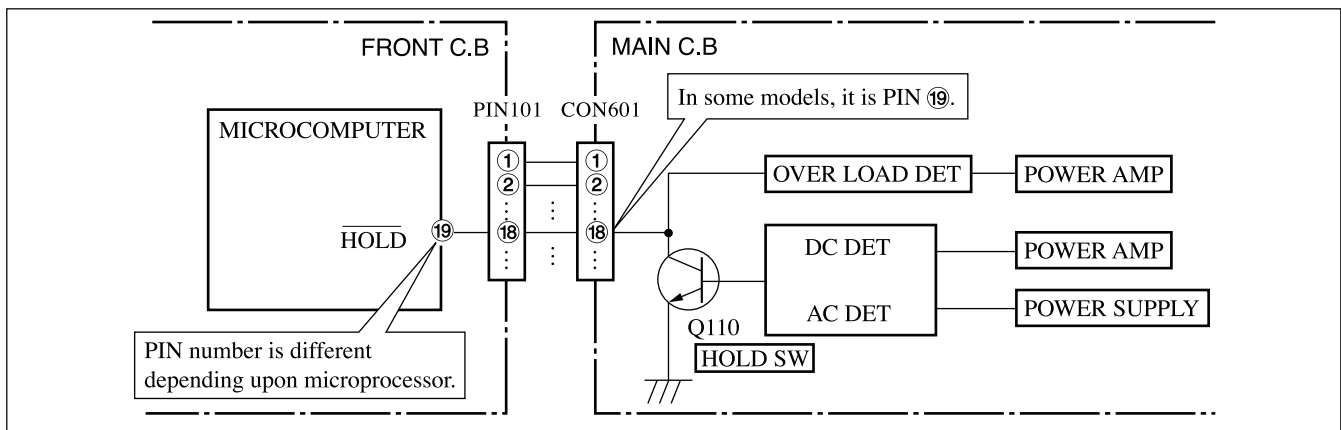 FRONT C.B
MAIN C.B
In some models, it is PIN ⑲.
PIN101
CON601
MICROCOMPUTER
① ①
② ②
OVER LOAD DET
POWER AMP
HOLD
⑲
⑱ ⑱
DC DET
POWER AMP
AC DET
POWER SUPPLY
Q110
HOLD SW
PIN number is different
depending upon microprocessor.